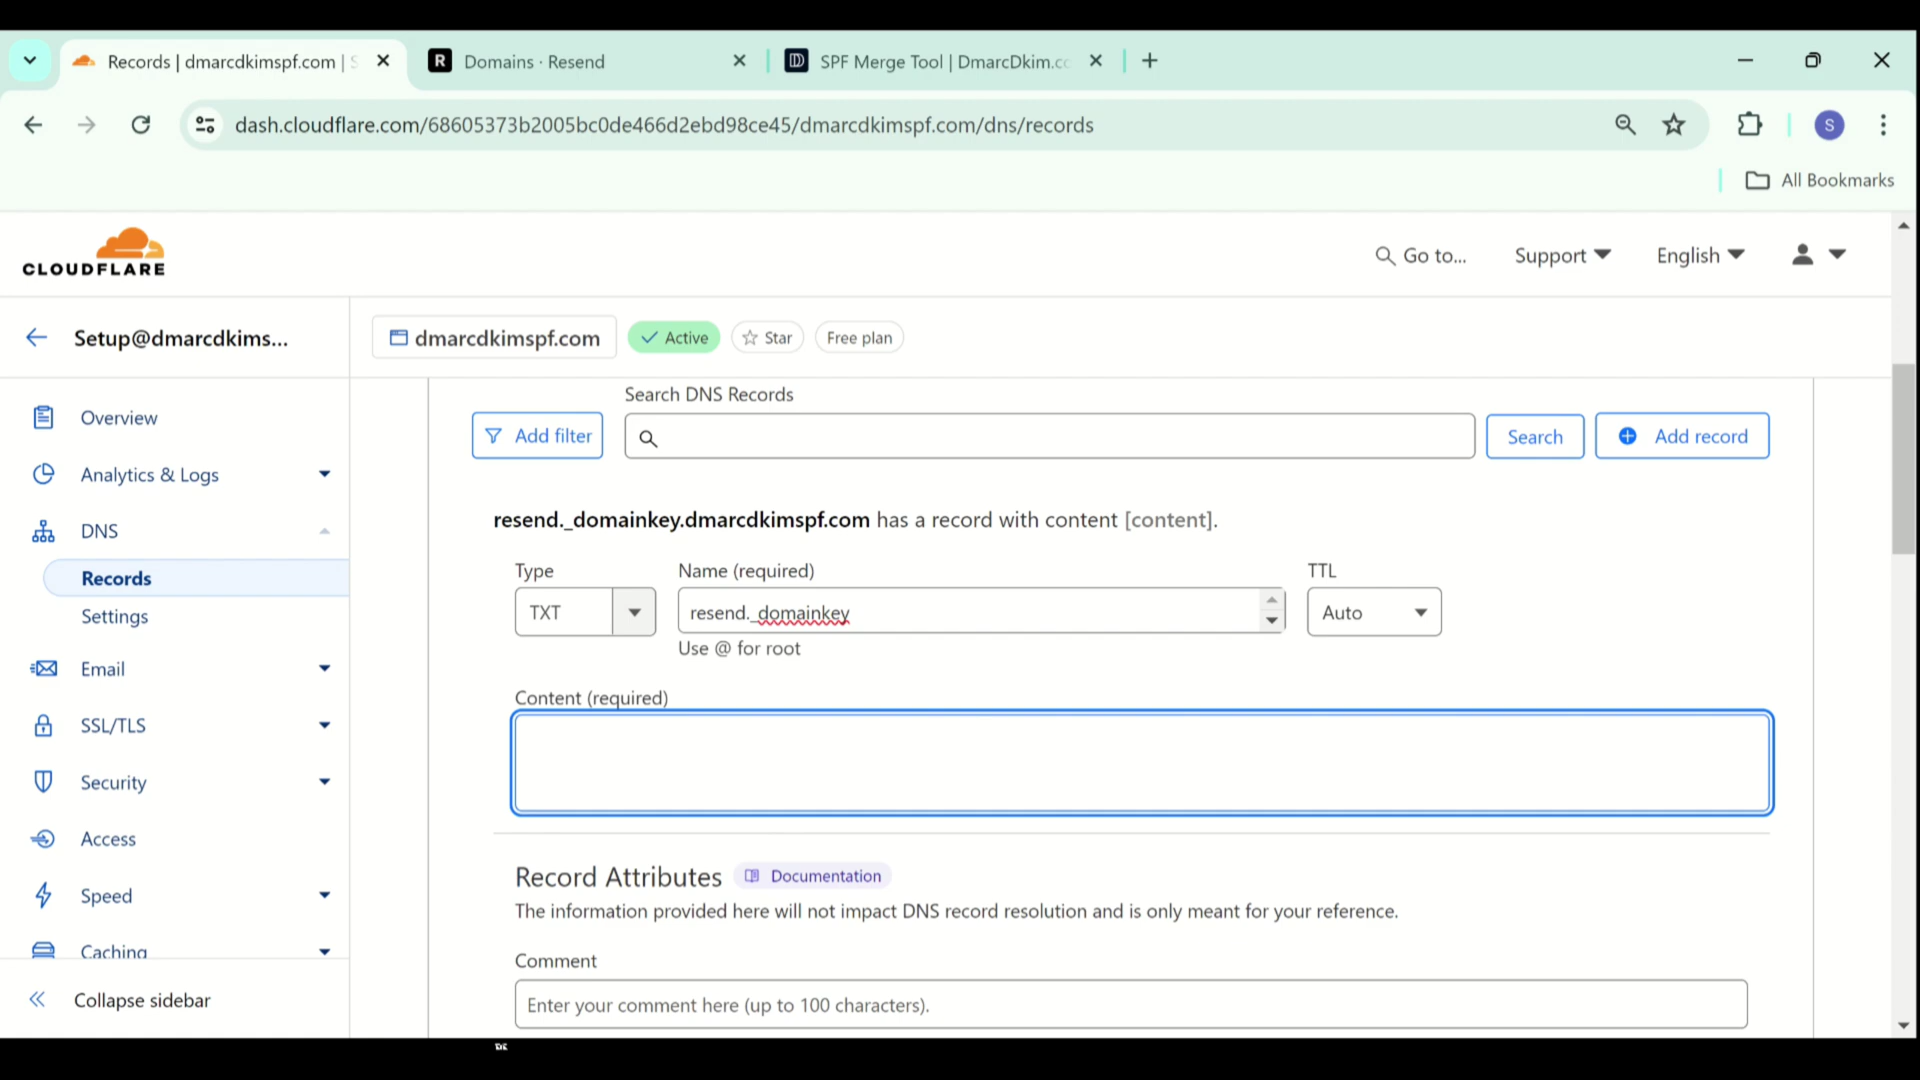 Records | dmarcdkimspf.com | S
Domains · Resend
SPF Merge Tool | DmarcDkim.cc
dash.cloudflare.com/68605373b2005bc0de466d2ebd98ce45/dmarcdkimspf.com/dns/records
S
All Bookmarks
CLOUDFLARE
Go to...
Support
English
Setup@dmarcdkims...
dmarcdkimspf.com
Active
Star
Free plan
Overview
Analytics & Logs
DNS
Records
Settings
Email
SSL/TLS
Security
Access
Speed
Caching
Collapse sidebar
Search DNS Records
Add filter
Search
Add record
resend._domainkey.dmarcdkimspf.com has a record with content [content].
Type
Name (required)
TTL
TXT
resend._domainkey
Auto
Use @ for root
Content (required)
Record Attributes
Documentation
The information provided here will not impact DNS record resolution and is only meant for your reference.
Comment
Enter your comment here (up to 100 characters).